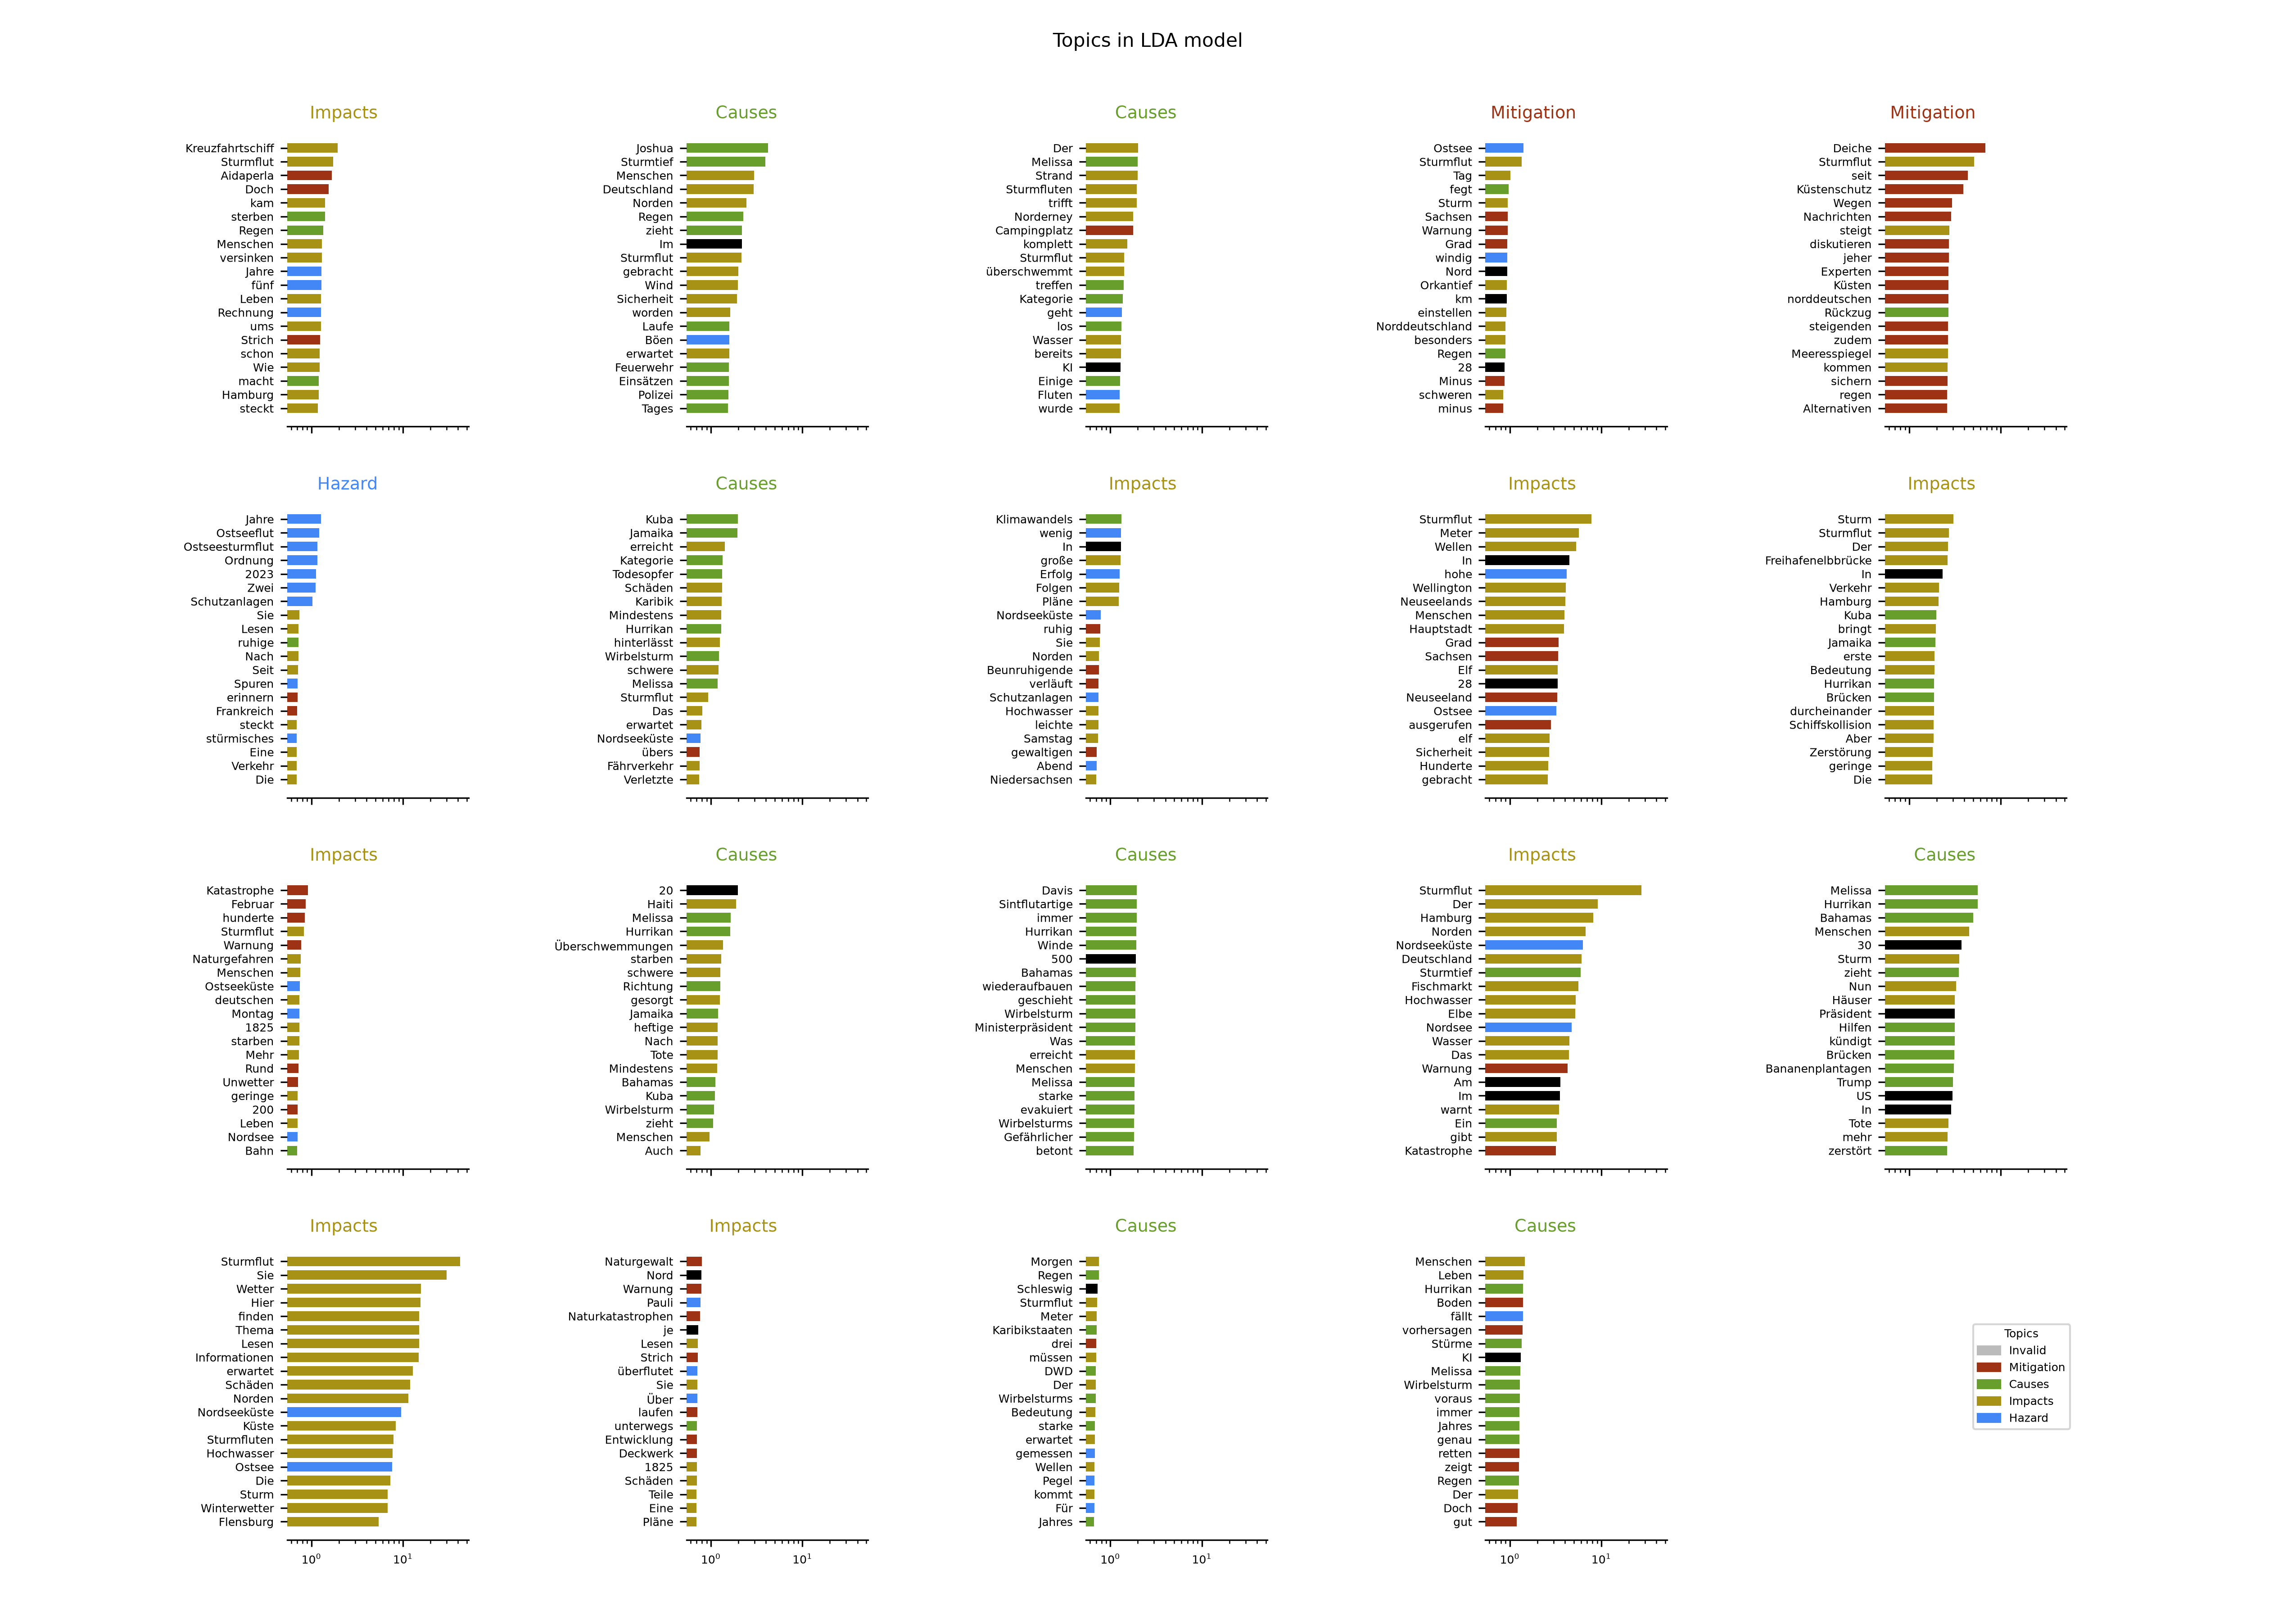 Topics in LDA model
Impacts
Kreuzfahrtschiff
Sturmflut
Aidaperla
Doch
kam
sterben
Regen
Menschen
versinken
Jahre
fünf
Leben
Rechnung
ums
Strich
schon
Wie
macht
Hamburg
steckt
Causes
Joshua
Sturmtief
Menschen
Deutschland
Norden
Regen
zieht
Im
Sturmflut
gebracht
Wind
Sicherheit
worden
Laufe
Böen
erwartet
Feuerwehr
Einsätzen
Polizei
Tages
Causes
Der
Melissa
Strand
Sturmfluten
trifft
Norderney
Campingplatz
komplett
Sturmflut
überschwemmt
treffen
Kategorie
geht
los
Wasser
bereits
KI
Einige
Fluten
wurde
Mitigation
Ostsee
Sturmflut
Tag
fegt
Sturm
Sachsen
Warnung
Grad
windig
Nord
Orkantief
km
einstellen
Norddeutschland
besonders
Regen
28
Minus
schweren
minus
Mitigation
Deiche
Sturmflut
seit
Küstenschutz
Wegen
Nachrichten
steigt
diskutieren
jeher
Experten
Küsten
norddeutschen
Rückzug
steigenden
zudem
Meeresspiegel
kommen
sichern
regen
Alternativen
Hazard
Jahre
Ostseeflut
Ostseesturmflut
Ordnung
2023
Zwei
Schutzanlagen
Sie
Lesen
ruhige
Nach
Seit
Spuren
erinnern
Frankreich
steckt
stürmisches
Eine
Verkehr
Die
Causes
Kuba
Jamaika
erreicht
Kategorie
Todesopfer
Schäden
Karibik
Mindestens
Hurrikan
hinterlässt
Wirbelsturm
schwere
Melissa
Sturmflut
Das
erwartet
Nordseeküste
übers
Fährverkehr
Verletzte
Impacts
Klimawandels
wenig
In
große
Erfolg
Folgen
Pläne
Nordseeküste
ruhig
Sie
Norden
Beunruhigende
verläuft
Schutzanlagen
Hochwasser
leichte
Samstag
gewaltigen
Abend
Niedersachsen
Impacts
Sturmflut
Meter
Wellen
In
hohe
Wellington
Neuseelands
Menschen
Hauptstadt
Grad
Sachsen
Elf
28
Neuseeland
Ostsee
ausgerufen
elf
Sicherheit
Hunderte
gebracht
Impacts
Sturm
Sturmflut
Der
Freihafenelbbrücke
In
Verkehr
Hamburg
Kuba
bringt
Jamaika
erste
Bedeutung
Hurrikan
Brücken
durcheinander
Schiffskollision
Aber
Zerstörung
geringe
Die
Impacts
Katastrophe
Februar
hunderte
Sturmflut
Warnung
Naturgefahren
Menschen
Ostseeküste
deutschen
Montag
1825
starben
Mehr
Rund
Unwetter
geringe
200
Leben
Nordsee
Bahn
Causes
20
Haiti
Melissa
Hurrikan
Überschwemmungen
starben
schwere
Richtung
gesorgt
Jamaika
heftige
Nach
Tote
Mindestens
Bahamas
Kuba
Wirbelsturm
zieht
Menschen
Auch
Causes
Davis
Sintflutartige
immer
Hurrikan
Winde
500
Bahamas
wiederaufbauen
geschieht
Wirbelsturm
Ministerpräsident
Was
erreicht
Menschen
Melissa
starke
evakuiert
Wirbelsturms
Gefährlicher
betont
Impacts
Sturmflut
Der
Hamburg
Norden
Nordseeküste
Deutschland
Sturmtief
Fischmarkt
Hochwasser
Elbe
Nordsee
Wasser
Das
Warnung
Am
Im
warnt
Ein
gibt
Katastrophe
Causes
Melissa
Hurrikan
Bahamas
Menschen
30
Sturm
zieht
Nun
Häuser
Präsident
Hilfen
kündigt
Brücken
Bananenplantagen
Trump
US
In
Tote
mehr
zerstört
Impacts
Sturmflut
Sie
Wetter
Hier
finden
Thema
Lesen
Informationen
erwartet
Schäden
Norden
Nordseeküste
Küste
Sturmfluten
Hochwasser
Ostsee
Die
Sturm
Winterwetter
Flensburg
10⁰ 10¹
Impacts
Naturgewalt
Nord
Warnung
Pauli
Naturkatastrophen
je
Lesen
Strich
überflutet
Sie
Über
laufen
unterwegs
Entwicklung
Deckwerk
1825
Schäden
Teile
Eine
Pläne
10⁰ 10¹
Causes
Morgen
Regen
Schleswig
Sturmflut
Meter
Karibikstaaten
drei
müssen
DWD
Der
Wirbelsturms
Bedeutung
starke
erwartet
gemessen
Wellen
Pegel
kommt
Für
Jahres
10⁰ 10¹
Causes
Menschen
Leben
Hurrikan
Boden
fällt
vorhersagen
Stürme
KI
Melissa
Wirbelsturm
voraus
immer
Jahres
genau
retten
zeigt
Regen
Der
Doch
gut
10⁰ 10¹
Topics
Invalid
Mitigation
Causes
Impacts
Hazard